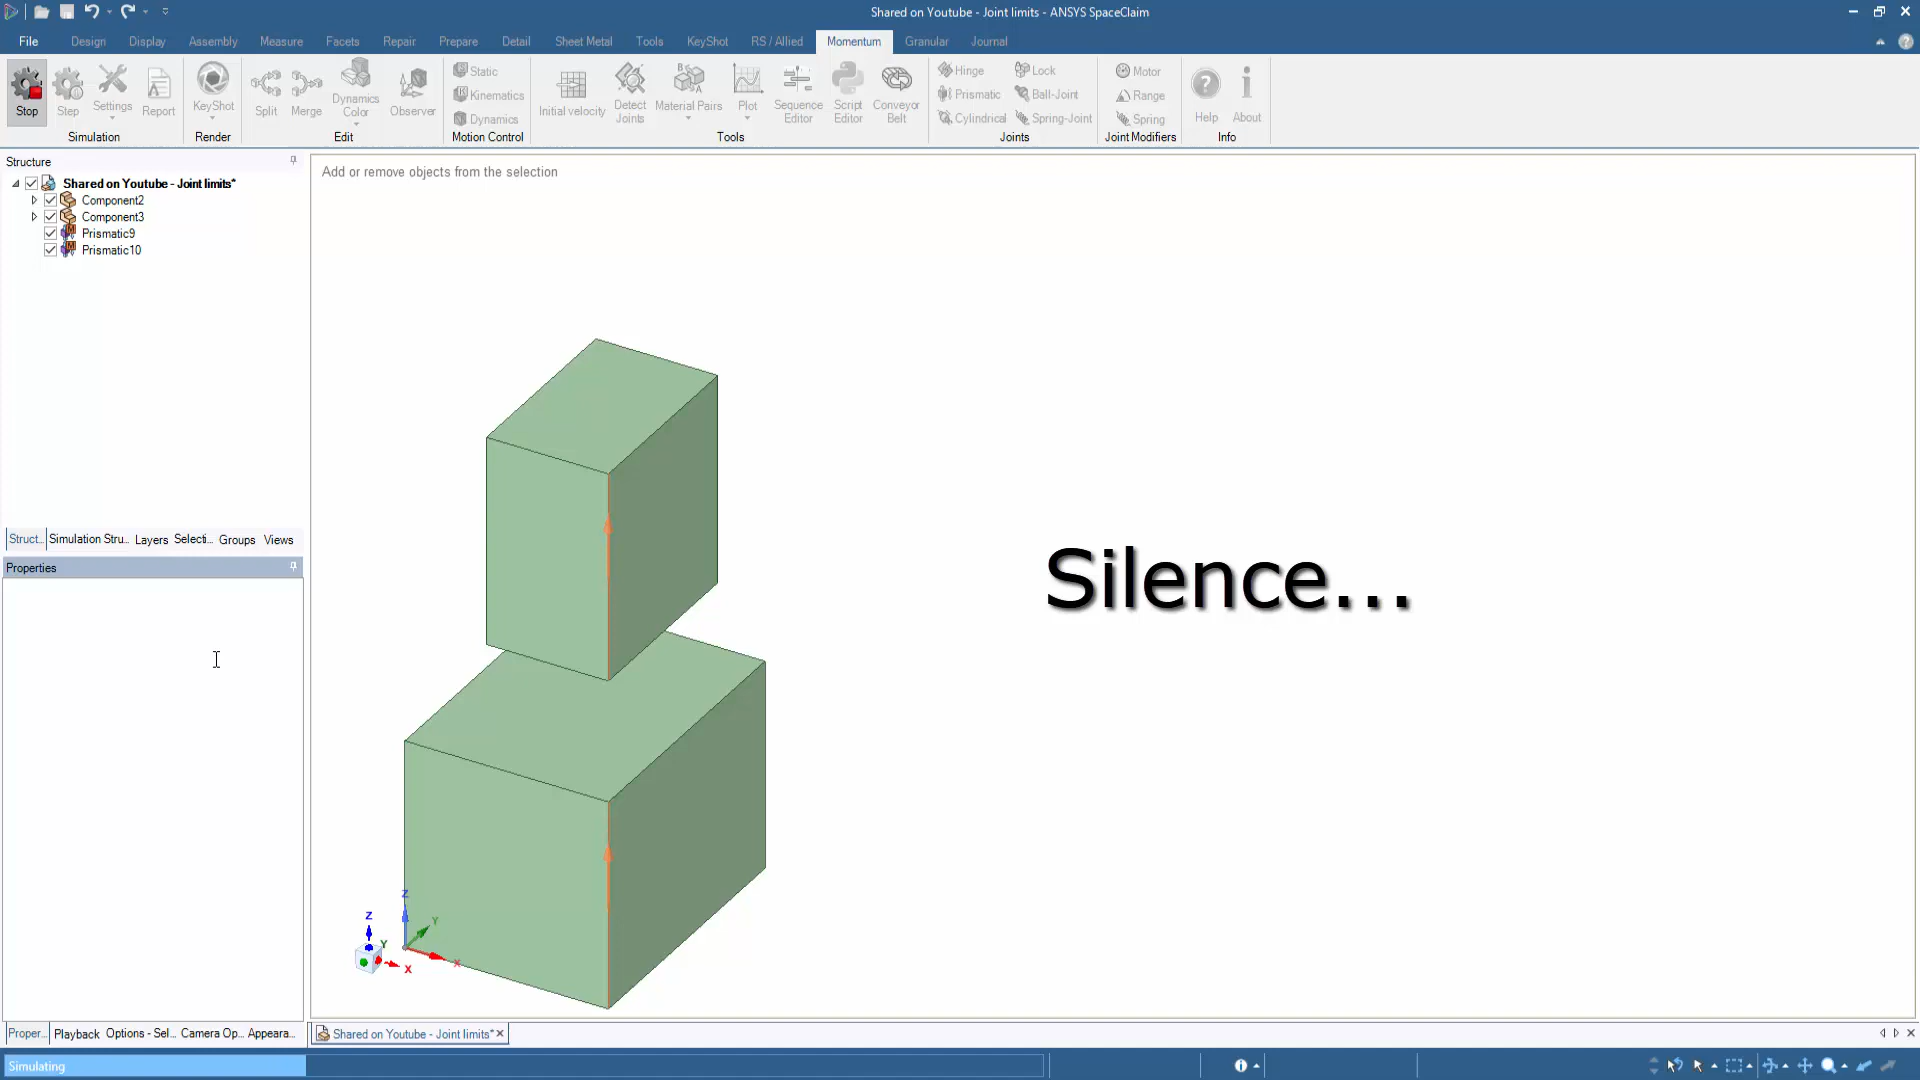 Shared on Youtube - Joint limits - ANSYS SpaceClaim
File Design Display Assembly Measure Facets Repair Prepare Detail Sheet Metal Tools KeyShot RS / Allied Momentum Granular Journal
Stop Step Settings Report
Simulation
KeyShot
Render
Split Merge Dynamics Color Observer
Edit
Static
Kinematics
Dynamics
Motion Control
Initial velocity Detect Joints Material Pairs Plot Sequence Editor Script Editor Conveyor Belt
Tools
Hinge Lock
Prismatic Ball-Joint
Cylindrical Spring-Joint
Joints
Motor
Range
Spring
Joint Modifiers
Help About
Info
Structure
Shared on Youtube - Joint limits*
Component2
Component3
Prismatic9
Prismatic10
Struct... Simulation Stru... Layers Selecti... Groups Views
Properties
Proper... Playback Options - Sel... Camera Op... Appeara...
Add or remove objects from the selection
Silence...
Z
Y
X
Z
Y
X
Shared on Youtube - Joint limits*
Simulating